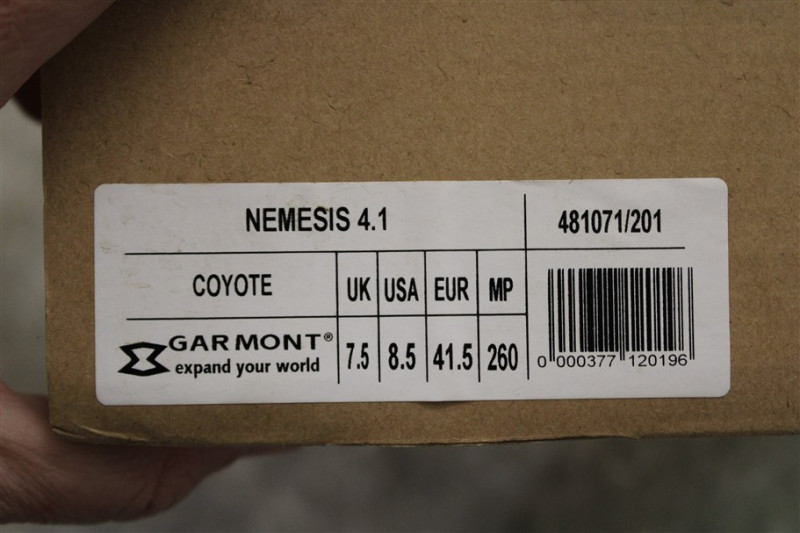 NEMESIS 4.1
481071/201
COYOTE
UK USA EUR MP
GARMONT®
expand your world
7.5 8.5 41.5 260
0 000377 120196